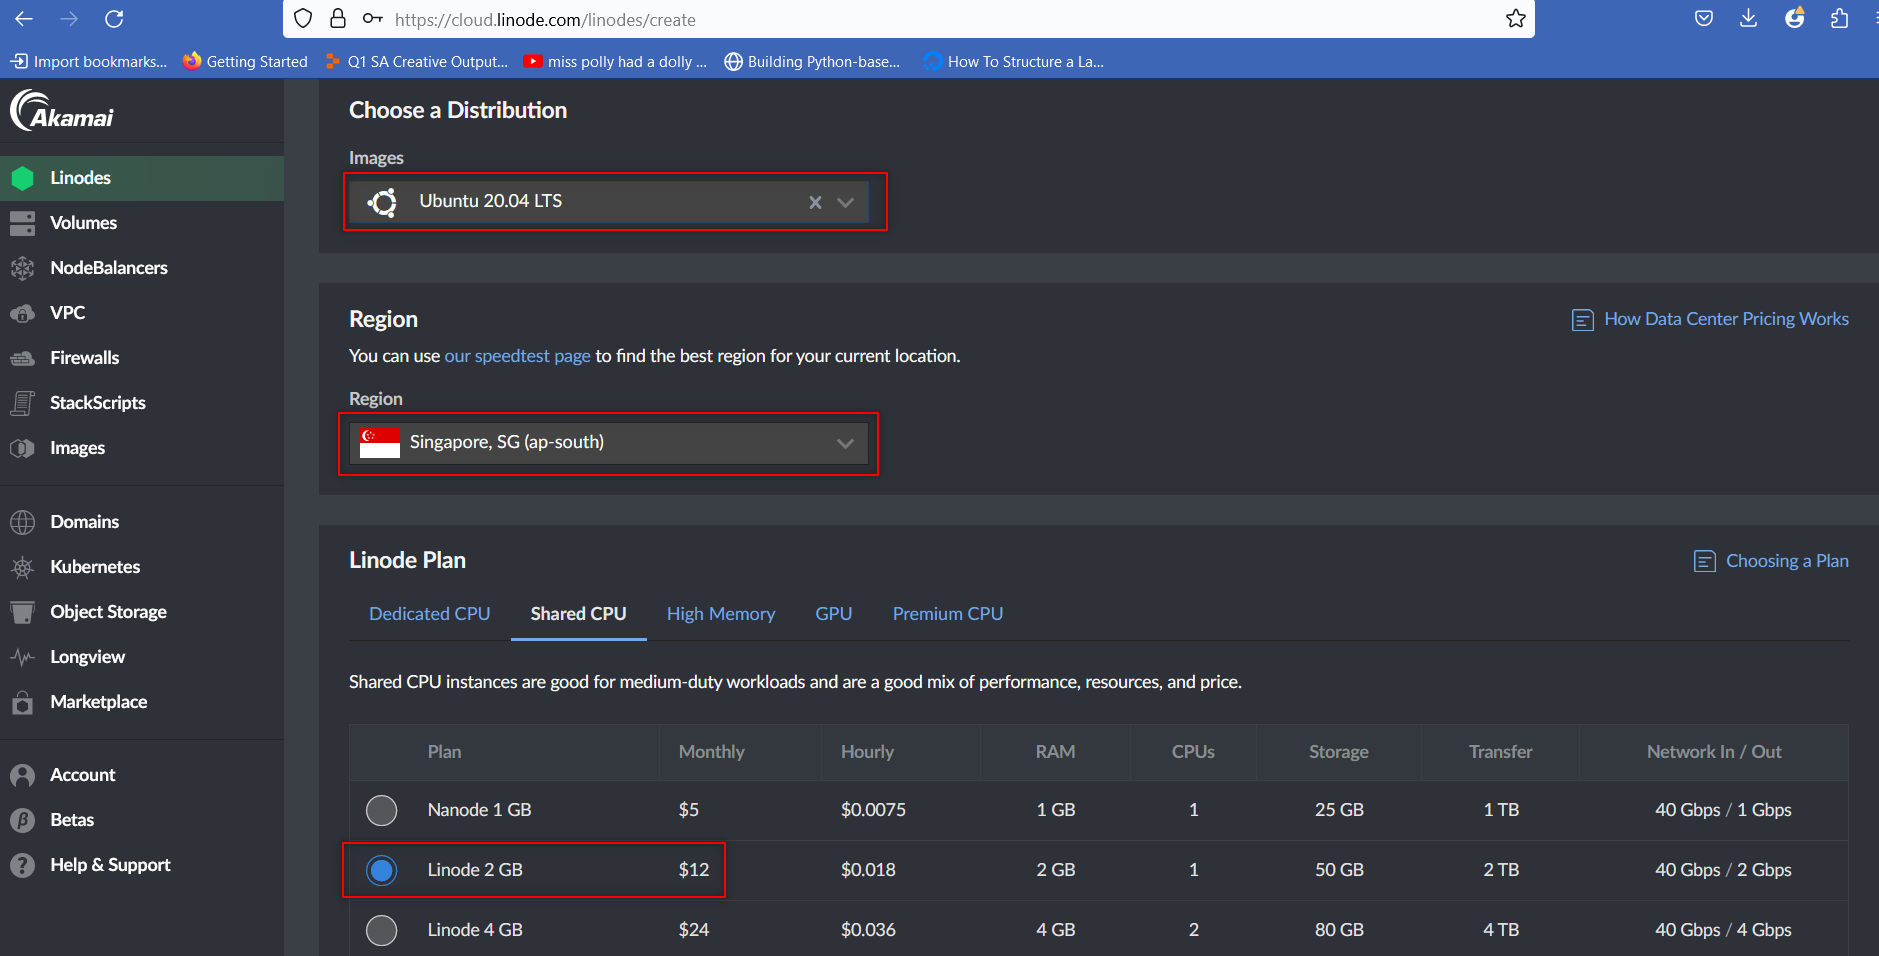 https://cloud.linode.com/linodes/create
Import bookmarks... Getting Started Q1 SA Creative Output... miss polly had a dolly ... Building Python-base... How To Structure a La...
Akamai
Linodes
Volumes
NodeBalancers
VPC
Firewalls
StackScripts
Images
Domains
Kubernetes
Object Storage
Longview
Marketplace
Account
Betas
Help & Support
Choose a Distribution
Images
Ubuntu 20.04 LTS
Region
How Data Center Pricing Works
You can use our speedtest page to find the best region for your current location.
Region
Singapore, SG (ap-south)
Linode Plan
Choosing a Plan
Dedicated CPU Shared CPU High Memory GPU Premium CPU
Shared CPU instances are good for medium-duty workloads and are a good mix of performance, resources, and price.
Plan Monthly Hourly RAM CPUs Storage Transfer Network In / Out
Nanode 1 GB $5 $0.0075 1 GB 1 25 GB 1 TB 40 Gbps / 1 Gbps
Linode 2 GB $12 $0.018 2 GB 1 50 GB 2 TB 40 Gbps / 2 Gbps
Linode 4 GB $24 $0.036 4 GB 2 80 GB 4 TB 40 Gbps / 4 Gbps